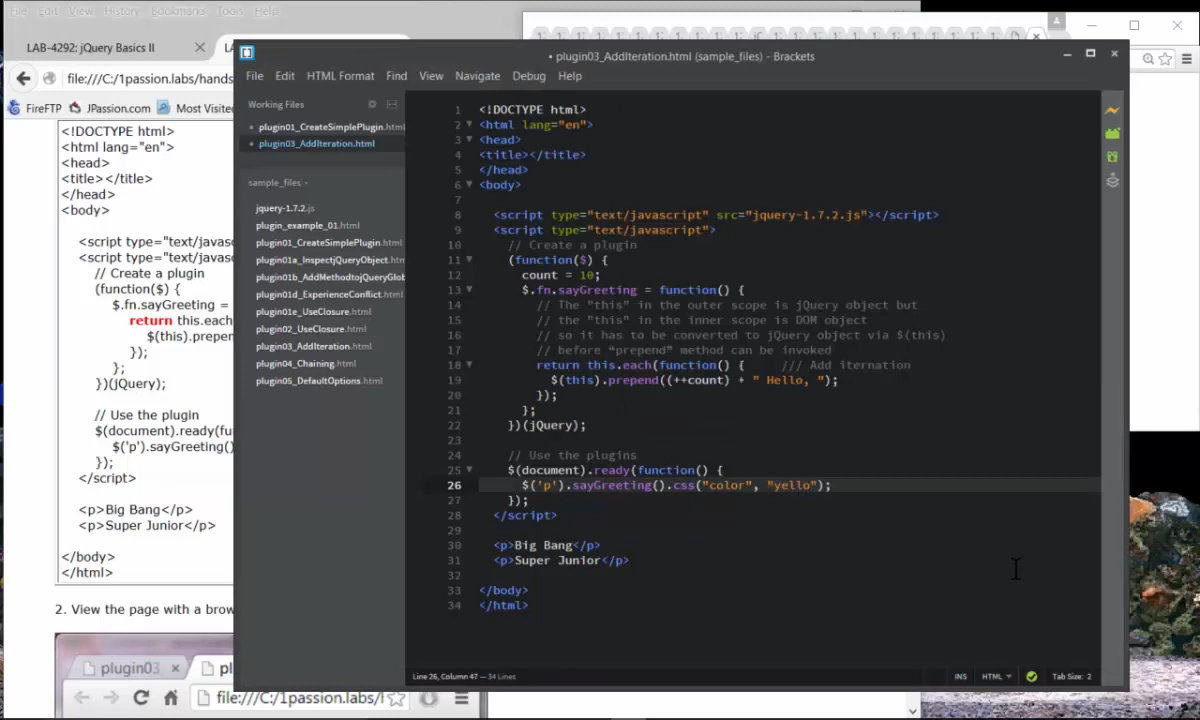 File Edit View History Bookmarks Tools Help
LAB-4292: jQuery Basics II
file:///C:/1passion.labs/hands
FireFTP JPassion.com Most Visited
<!DOCTYPE html>
<html lang="en">
<head>
<title></title>
</head>
<body>
<script type="text/javas
<script type="text/javas
// Create a plugin
(function($) {
$.fn.sayGreeting =
return this.each
$(this).prepen
});
};
})(jQuery);
// Use the plugin
$(document).ready(fu
$('p').sayGreeting()
});
</script>
<p>Big Bang</p>
<p>Super Junior</p>
</body>
</html>
2. View the page with a brow
plugin03
file:///C:/1passion.labs/
• plugin03_AddIteration.html (sample_files) - Brackets
File Edit HTML Format Find View Navigate Debug Help
Working Files
plugin01_CreateSimplePlugin.html
plugin03_AddIteration.html
sample_files
jquery-1.7.2.js
plugin_example_01.html
plugin01_CreateSimplePlugin.html
plugin01a_InspectjQueryObject.htm
plugin01b_AddMethodtojQueryGlob
plugin01d_ExperienceConflict.html
plugin01e_UseClosure.html
plugin02_UseClosure.html
plugin03_AddIteration.html
plugin04_Chaining.html
plugin05_DefaultOptions.html
1 <!DOCTYPE html>
2 <html lang="en">
3 <head>
4 <title></title>
5 </head>
6 <body>
7
8 <script type="text/javascript" src="jquery-1.7.2.js"></script>
9 <script type="text/javascript">
10 // Create a plugin
11 (function($) {
12 count = 10;
13 $.fn.sayGreeting = function() {
14 // The "this" in the outer scope is jQuery object but
15 // the "this" in the inner scope is DOM object
16 // so it has to be converted to jQuery object via $(this)
17 // before "prepend" method can be invoked
18 return this.each(function() { /// Add iternation
19 $(this).prepend((++count) + " Hello, ");
20 });
21 };
22 })(jQuery);
23
24 // Use the plugins
25 $(document).ready(function() {
26 $('p').sayGreeting().css("color", "yello");
27 });
28 </script>
29
30 <p>Big Bang</p>
31 <p>Super Junior</p>
32
33 </body>
34 </html>
Line 26, Column 47 — 34 Lines
INS HTML Tab Size: 2